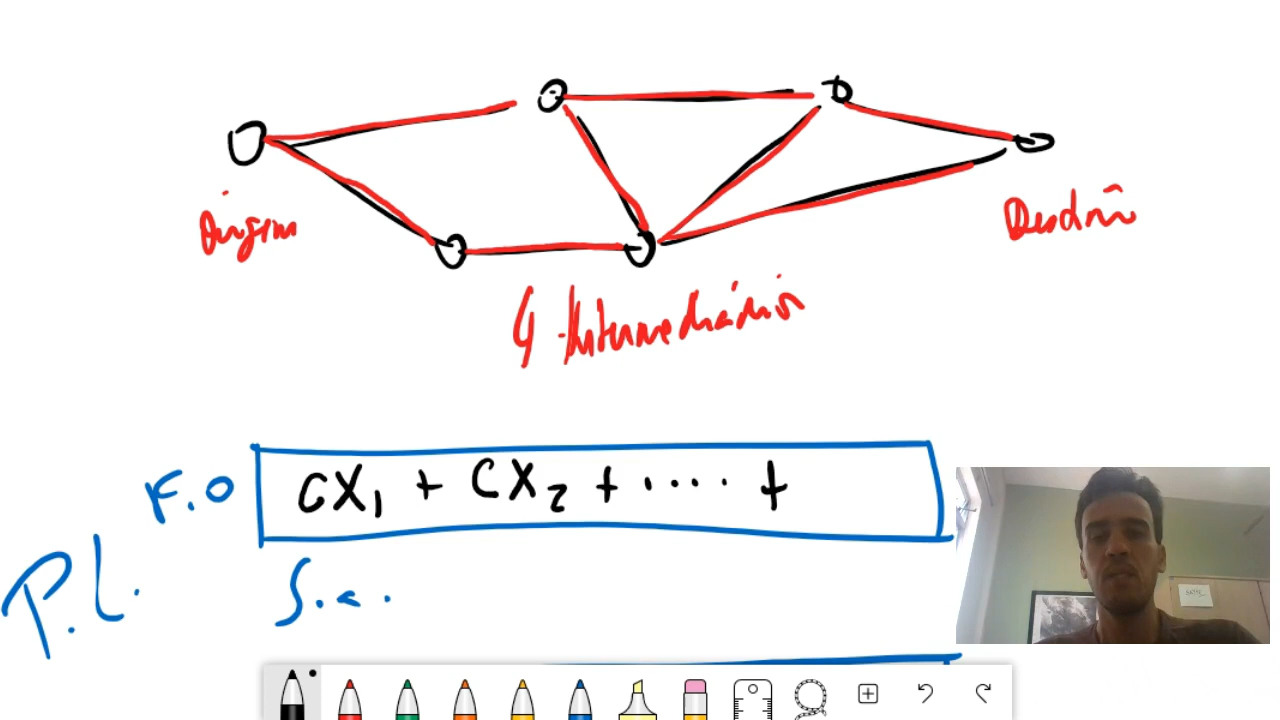 Origem
Destino
4 Intermediários
F.O
CX1 + CX2 + .... +
P.L.
S.a.